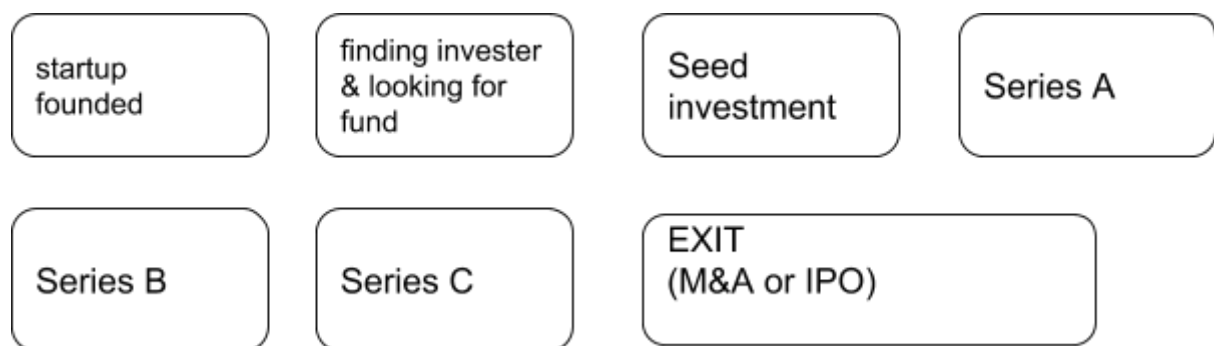 startup
founded
finding invester
& looking for
fund
Seed
investment
Series A
Series B
Series C
EXIT
(M&A or IPO)